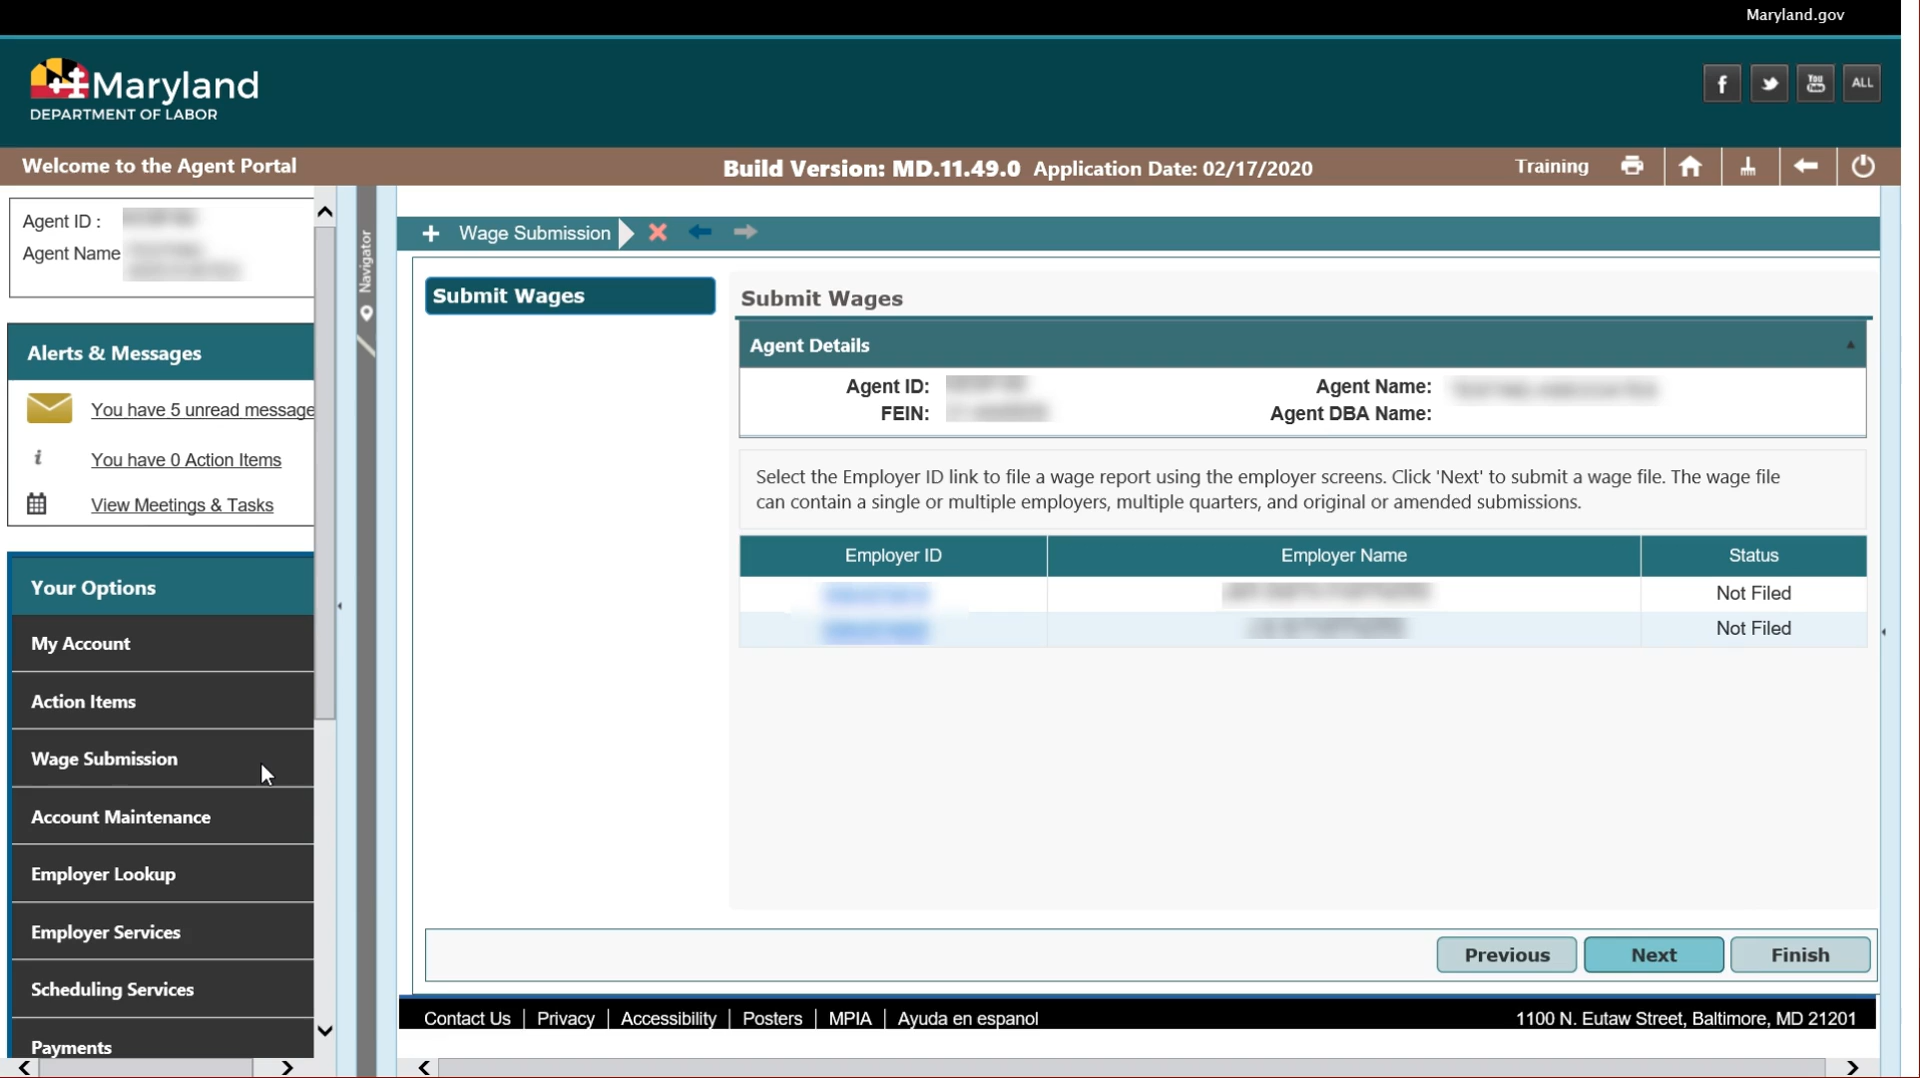 Maryland.gov
Maryland
DEPARTMENT OF LABOR
f
You
ALL
Welcome to the Agent Portal
Build Version: MD.11.49.0 Application Date: 02/17/2020
Training
Agent ID :
Agent Name
Navigator
Alerts & Messages
You have 5 unread message
You have 0 Action Items
View Meetings & Tasks
Your Options
My Account
Action Items
Wage Submission
Account Maintenance
Employer Lookup
Employer Services
Scheduling Services
Payments
Wage Submission
Submit Wages
Submit Wages
Agent Details
Agent ID:
Agent Name:
FEIN:
Agent DBA Name:
Select the Employer ID link to file a wage report using the employer screens. Click 'Next' to submit a wage file. The wage file
can contain a single or multiple employers, multiple quarters, and original or amended submissions.
Employer ID Employer Name Status
Not Filed
Not Filed
Previous Next Finish
Contact Us | Privacy | Accessibility | Posters | MPIA | Ayuda en espanol
1100 N. Eutaw Street, Baltimore, MD 21201